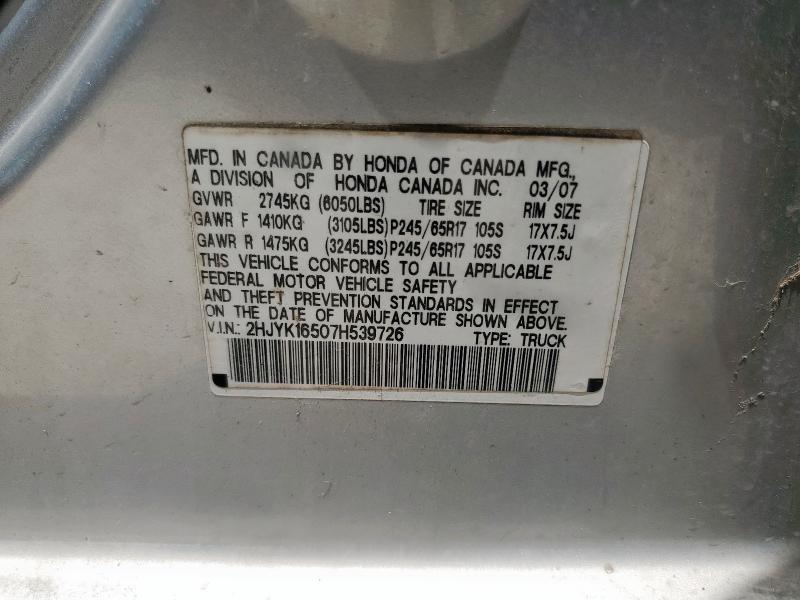 MFD. IN CANADA BY HONDA OF CANADA MFG.,
A DIVISION OF HONDA CANADA INC. 03/07
GVWR 2745KG (6050LBS) TIRE SIZE RIM SIZE
GAWR F 1410KG (3105LBS)P245/65R17 105S 17X7.5J
GAWR R 1475KG (3245LBS)P245/65R17 105S 17X7.5J
THIS VEHICLE CONFORMS TO ALL APPLICABLE
FEDERAL MOTOR VEHICLE SAFETY
AND THEFT PREVENTION STANDARDS IN EFFECT
ON THE DATE OF MANUFACTURE SHOWN ABOVE.
V.I.N.: 2HJYK16507H539726 TYPE: TRUCK